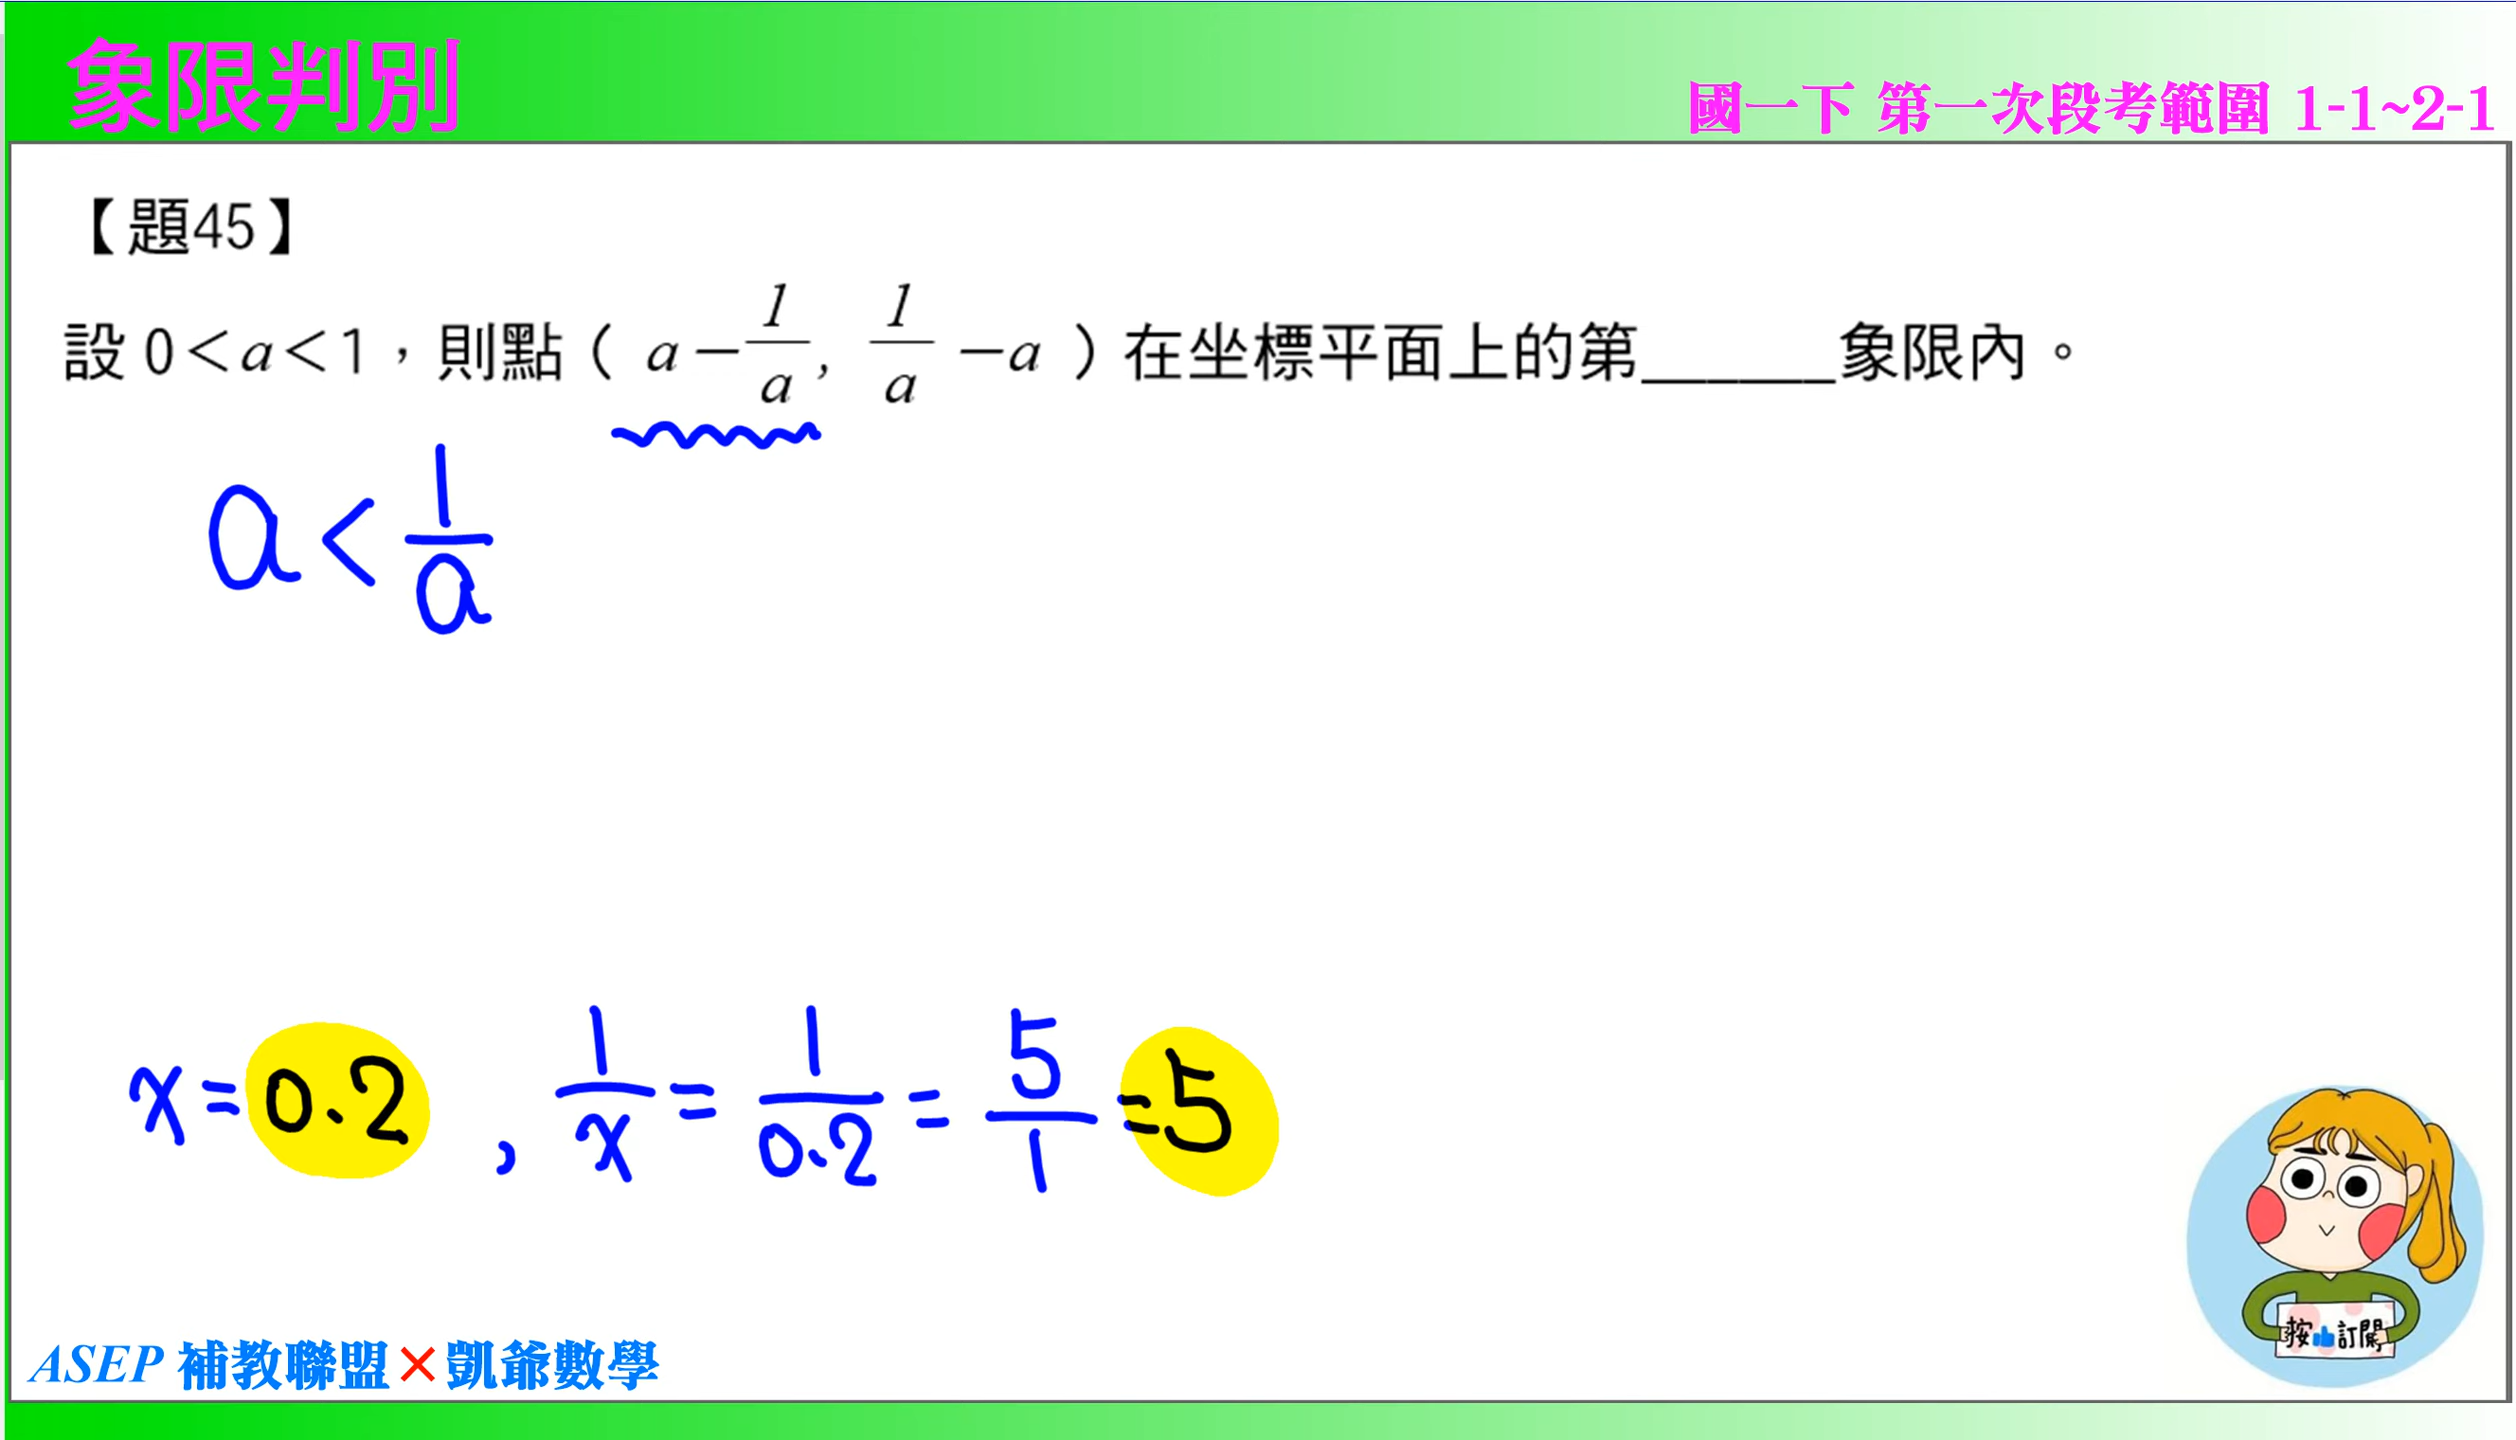 象限判別
國一下 第一次段考範圍 1-1~2-1
【題45】
設 0<a<1,則點( a-1/a, 1/a -a )在坐標平面上的第______象限內。
a<1/a
x=0.2 , 1/x=1/0.2=5/1=5
按訂閱
ASEP 補教聯盟×凱爺數學